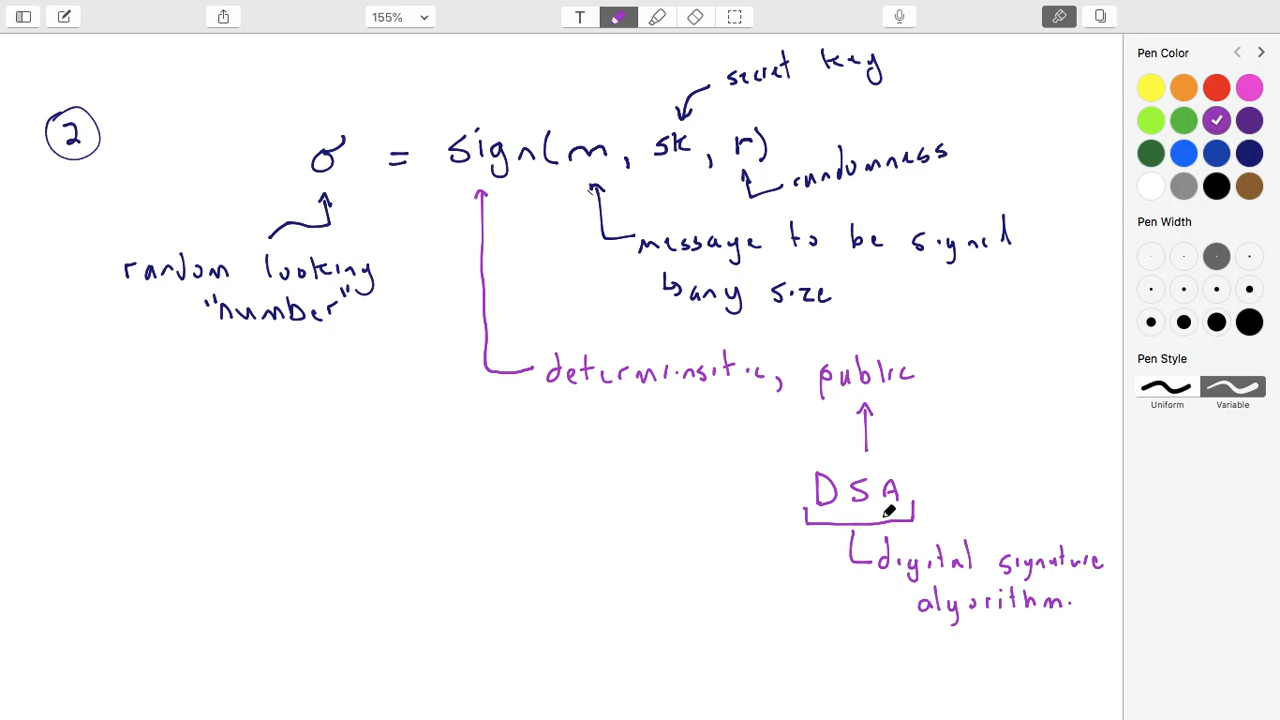 155%
T
Pen Color
secret key
2
σ = sign(m, sk, r)
randomness
message to be signed
↳ any size
random looking
"number"
Pen Width
determinsitic, public
Pen Style
Uniform
Variable
DSA
digital signature
algorithm.